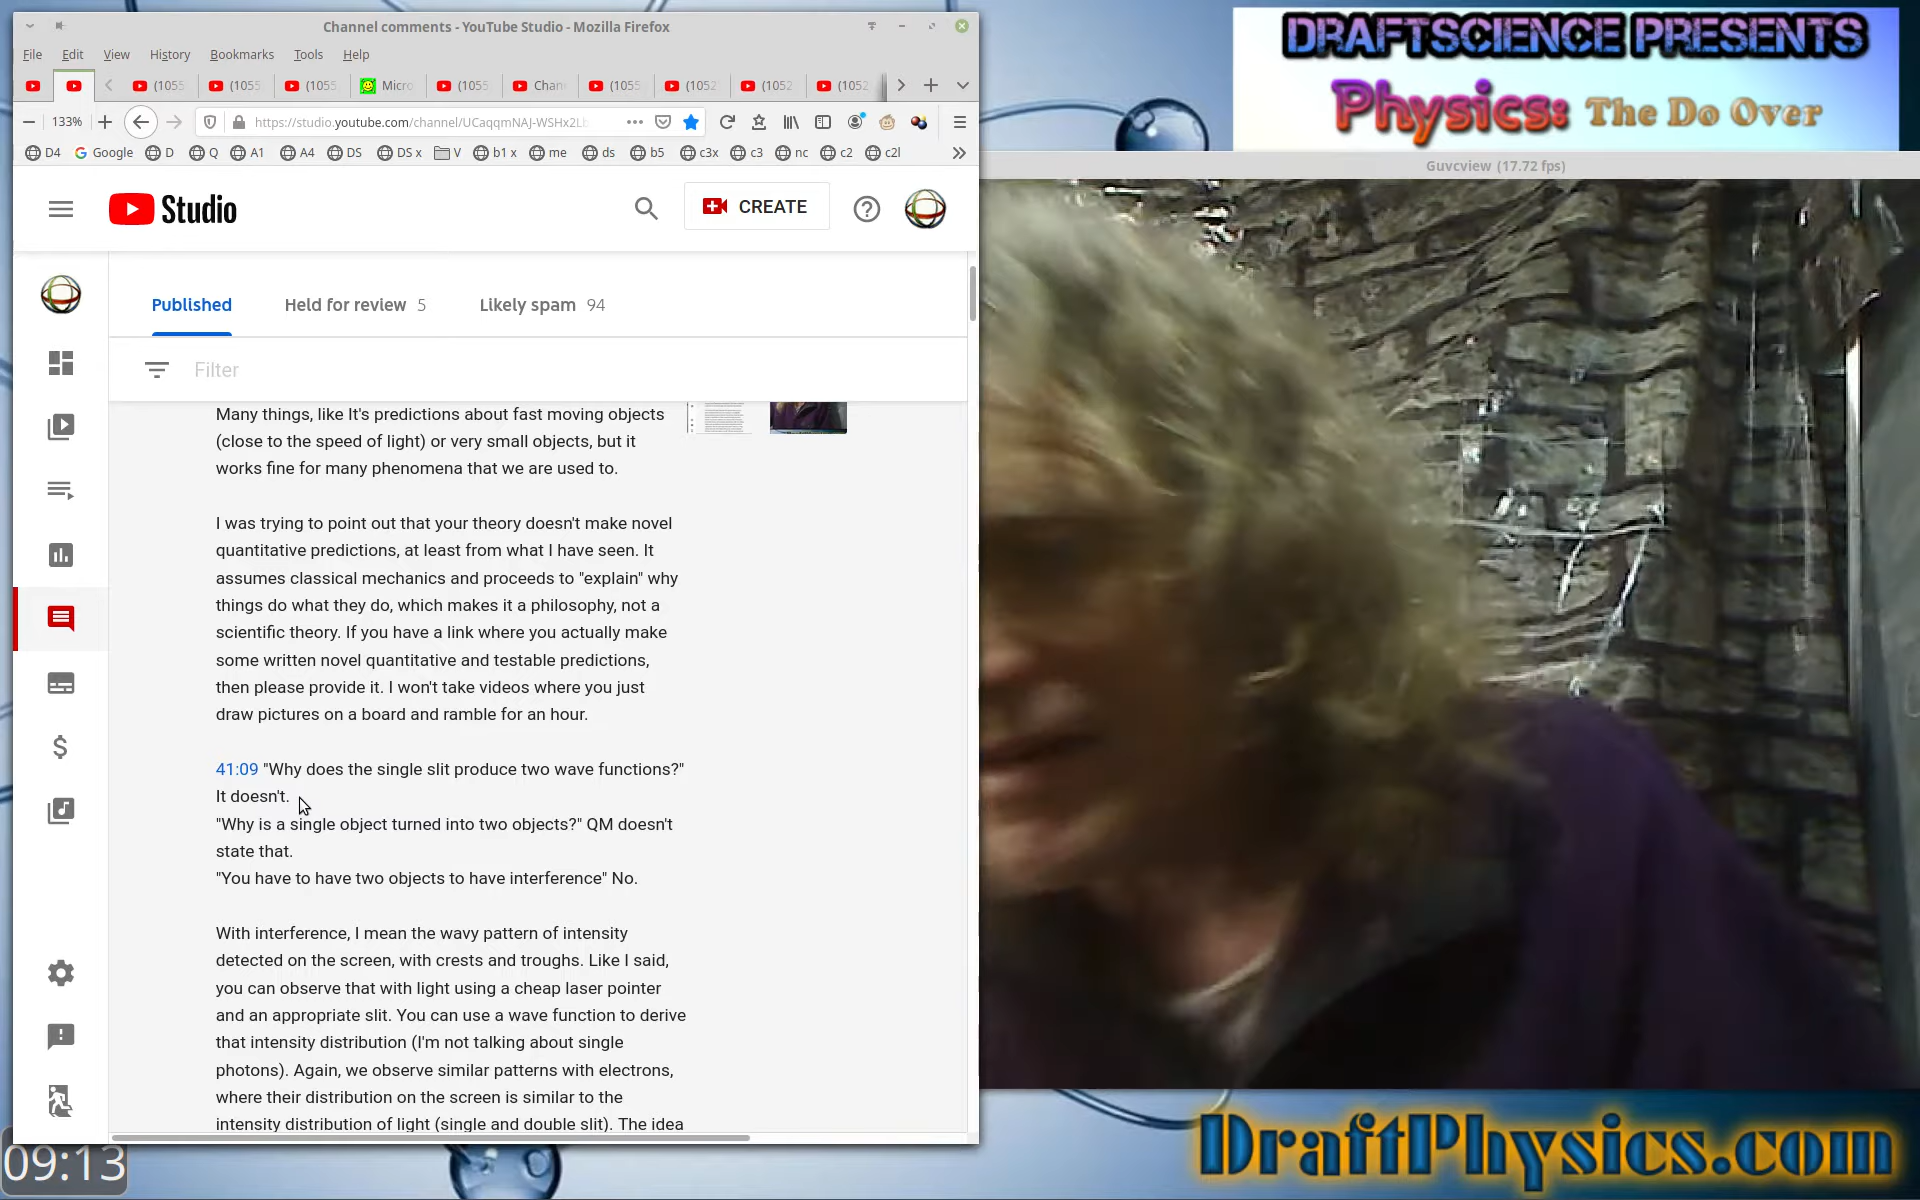 Channel comments - YouTube Studio - Mozilla Firefox
File Edit View History Bookmarks Tools Help
(1055 (1055 (1055 Micro (1055 Chan (1055 (1052 (1052 (1052
133% https://studio.youtube.com/channel/UCaqqmNAJ-WSHx2Lb
D4 Google D Q A1 A4 DS DS x V b1 x me ds b5 c3x c3 nc c2 c2l
Studio CREATE
Published Held for review 5 Likely spam 94
Filter
Many things, like It's predictions about fast moving objects
(close to the speed of light) or very small objects, but it
works fine for many phenomena that we are used to.
I was trying to point out that your theory doesn't make novel
quantitative predictions, at least from what I have seen. It
assumes classical mechanics and proceeds to "explain" why
things do what they do, which makes it a philosophy, not a
scientific theory. If you have a link where you actually make
some written novel quantitative and testable predictions,
then please provide it. I won't take videos where you just
draw pictures on a board and ramble for an hour.
41:09 "Why does the single slit produce two wave functions?"
It doesn't.
"Why is a single object turned into two objects?" QM doesn't
state that.
"You have to have two objects to have interference" No.
With interference, I mean the wavy pattern of intensity
detected on the screen, with crests and troughs. Like I said,
you can observe that with light using a cheap laser pointer
and an appropriate slit. You can use a wave function to derive
that intensity distribution (I'm not talking about single
photons). Again, we observe similar patterns with electrons,
where their distribution on the screen is similar to the
intensity distribution of light (single and double slit). The idea
09:13
DRAFTSCIENCE PRESENTS
Physics: The Do Over
Guvcview (17.72 fps)
DraftPhysics.com